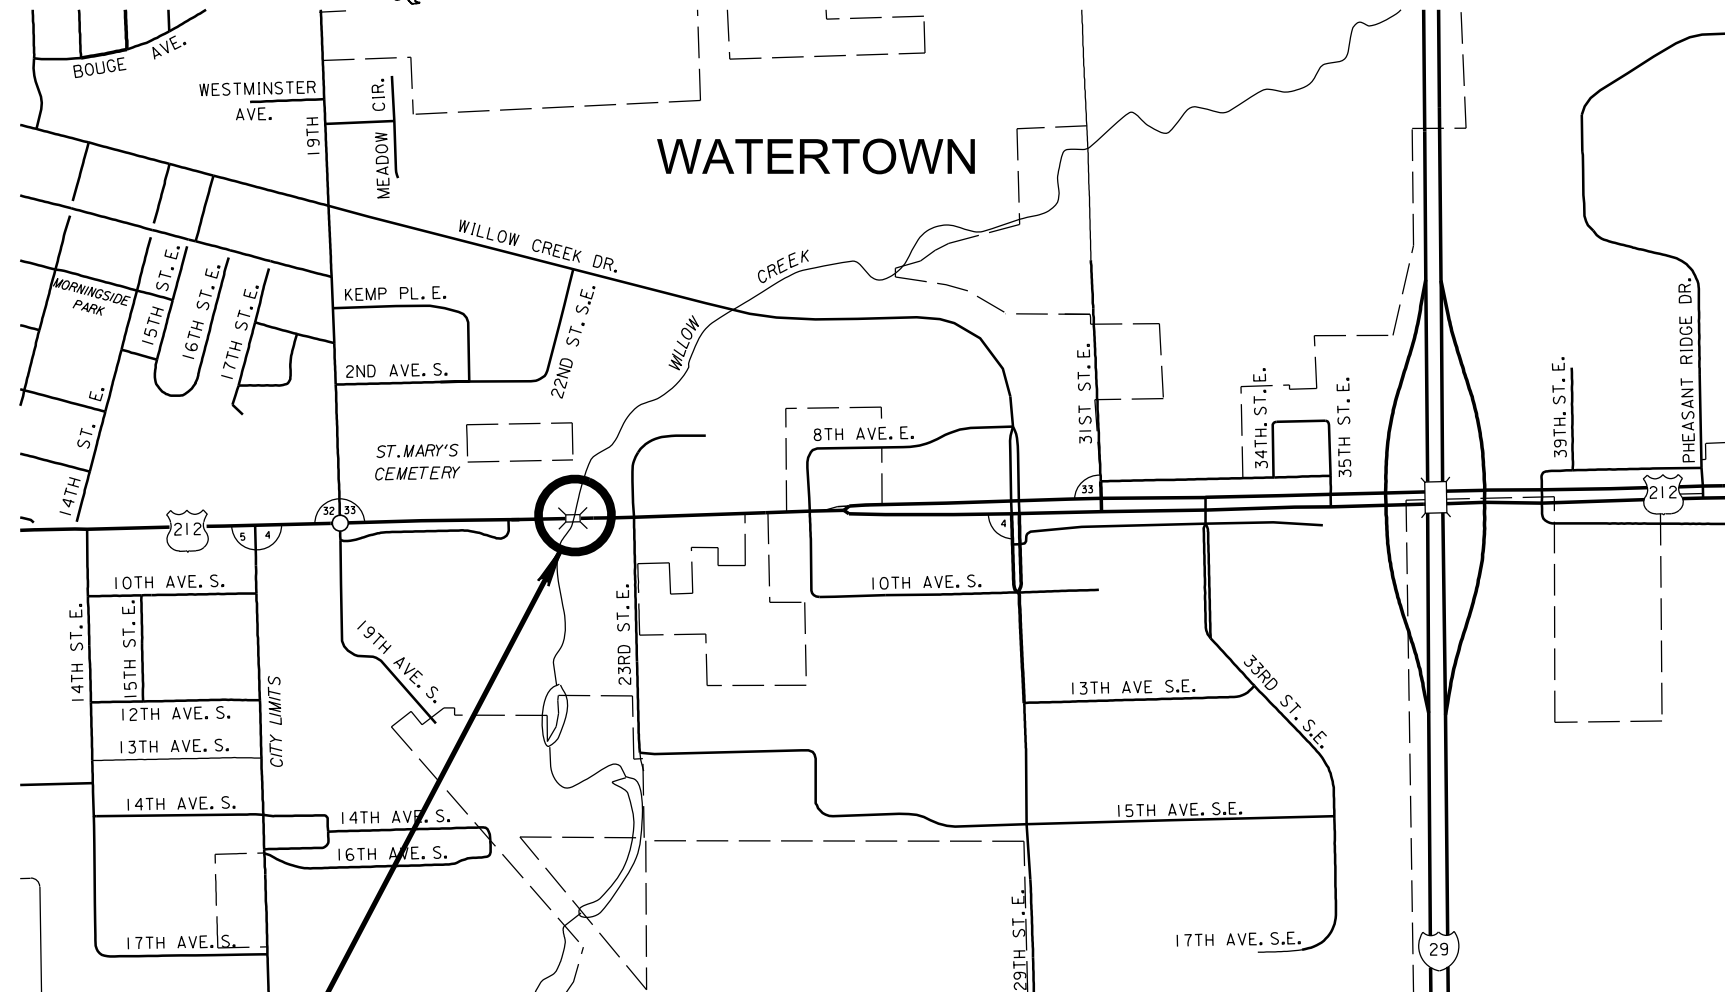 BOUGE AVE.
WESTMINSTER
AVE.
19TH
MEADOW CIR.
WATERTOWN
WILLOW CREEK DR.
WILLOW CREEK
MORNINGSIDE
PARK
15TH ST. E.
16TH ST. E.
17TH ST. E.
KEMP PL. E.
2ND AVE. S.
22ND ST. S.E.
14TH ST. E.
ST. MARY'S
CEMETERY
8TH AVE. E.
31ST ST. E.
34TH. ST. E.
35TH ST. E.
39TH. ST. E.
PHEASANT RIDGE DR.
212
5
4
32
33
33
4
212
10TH AVE. S.
14TH ST. E.
15TH ST. E.
12TH AVE. S.
13TH AVE. S.
CITY LIMITS
14TH AVE. S.
17TH AVE. S.
19TH AVE. S.
14TH AVE. S.
16TH AVE. S.
23RD ST. E.
10TH AVE. S.
13TH AVE S.E.
33RD ST. S.E.
15TH AVE. S.E.
17TH AVE. S.E.
29TH ST. E.
29